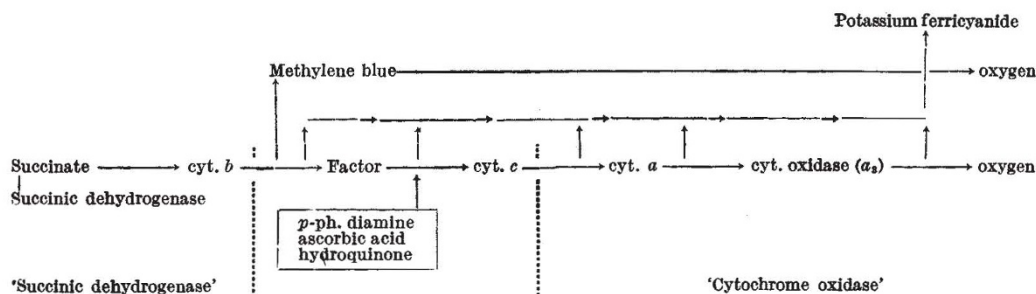 Potassium ferricyanide
Methylene blue oxygen
Succinate cyt. b Factor cyt. c cyt. a cyt. oxidase (a₃) oxygen
Succinic dehydrogenase
p-ph. diamine
ascorbic acid
hydroquinone
'Succinic dehydrogenase' 'Cytochrome oxidase'